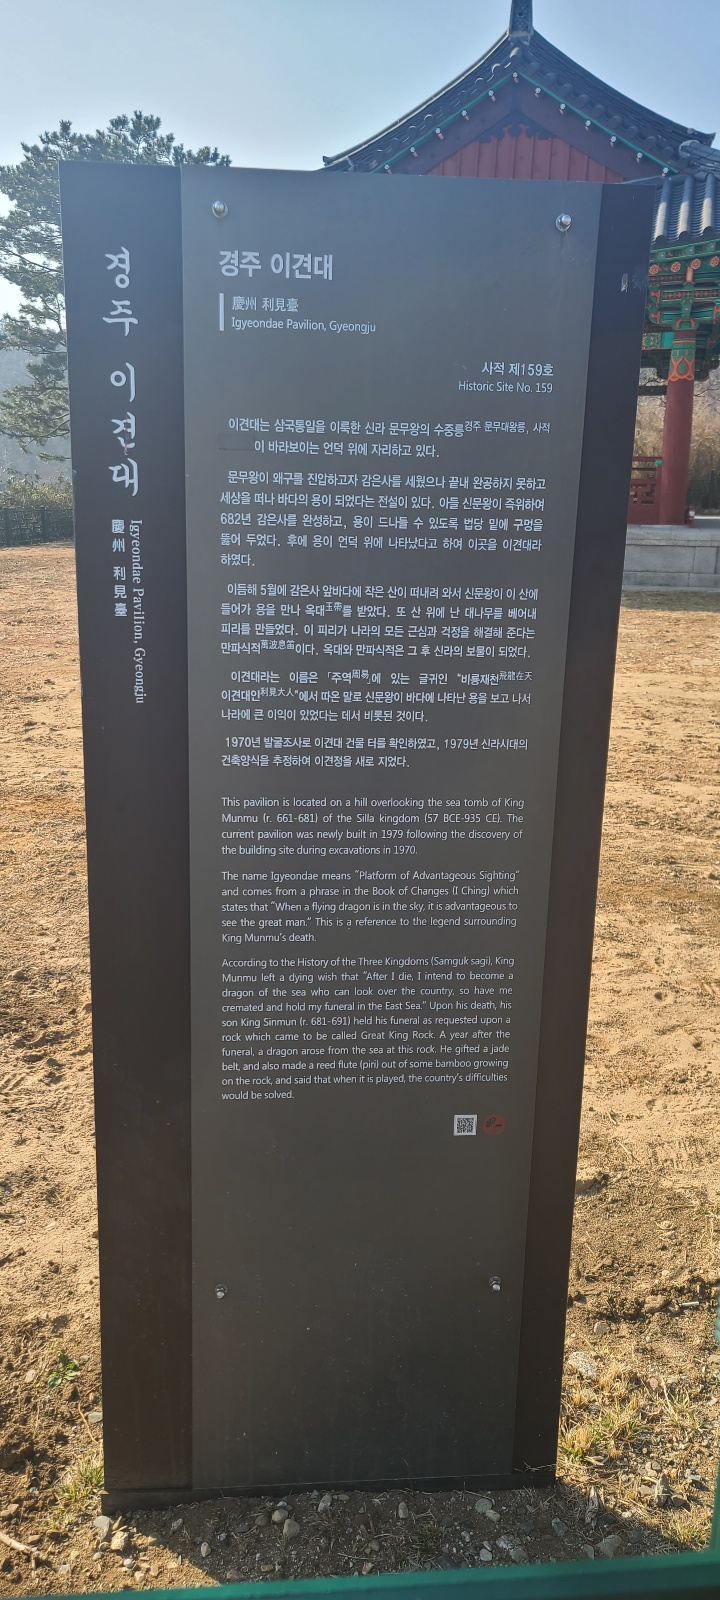 경주 이견대
慶州 利見臺
Igyeondae Pavilion, Gyeongju
경주 이견대
慶州 利見臺
Igyeondae Pavilion, Gyeongju
사적 제159호
Historic Site No. 159
이견대는 삼국통일을 이룩한 신라 문무왕의 수중릉경주 문무대왕릉, 사적
이 바라보이는 언덕 위에 자리하고 있다.
문무왕이 왜구를 진압하고자 감은사를 세웠으나 끝내 완공하지 못하고
세상을 떠나 바다의 용이 되었다는 전설이 있다. 아들 신문왕이 즉위하여
682년 감은사를 완성하고, 용이 드나들 수 있도록 법당 밑에 구멍을
뚫어 두었다. 후에 용이 언덕 위에 나타났다고 하여 이곳을 이견대라
하였다.
이듬해 5월에 감은사 앞바다에 작은 산이 떠내려 와서 신문왕이 이 산에
들어가 용을 만나 옥대玉帶를 받았다. 또 산 위에 난 대나무를 베어내
피리를 만들었다. 이 피리가 나라의 모든 근심과 걱정을 해결해 준다는
만파식적萬波息笛이다. 옥대와 만파식적은 그 후 신라의 보물이 되었다.
이견대라는 이름은 「주역周易」에 있는 글귀인 “비룡재천飛龍在天
이견대인利見大人”에서 따온 말로 신문왕이 바다에 나타난 용을 보고 나서
나라에 큰 이익이 있었다는 데서 비롯된 것이다.
1970년 발굴조사로 이견대 건물 터를 확인하였고, 1979년 신라시대의
건축양식을 추정하여 이견정을 새로 지었다.
This pavilion is located on a hill overlooking the sea tomb of King
Munmu (r. 661-681) of the Silla kingdom (57 BCE-935 CE). The
current pavilion was newly built in 1979 following the discovery of
the building site during excavations in 1970.
The name Igyeondae means “Platform of Advantageous Sighting”
and comes from a phrase in the Book of Changes (I Ching) which
states that “When a flying dragon is in the sky, it is advantageous to
see the great man.” This is a reference to the legend surrounding
King Munmu's death.
According to the History of the Three Kingdoms (Samguk sagi), King
Munmu left a dying wish that “After I die, I intend to become a
dragon of the sea who can look over the country, so have me
cremated and hold my funeral in the East Sea.” Upon his death, his
son King Sinmun (r. 681-691) held his funeral as requested upon a
rock which came to be called Great King Rock. A year after the
funeral, a dragon arose from the sea at this rock. He gifted a jade
belt, and also made a reed flute (piri) out of some bamboo growing
on the rock, and said that when it is played, the country's difficulties
would be solved.